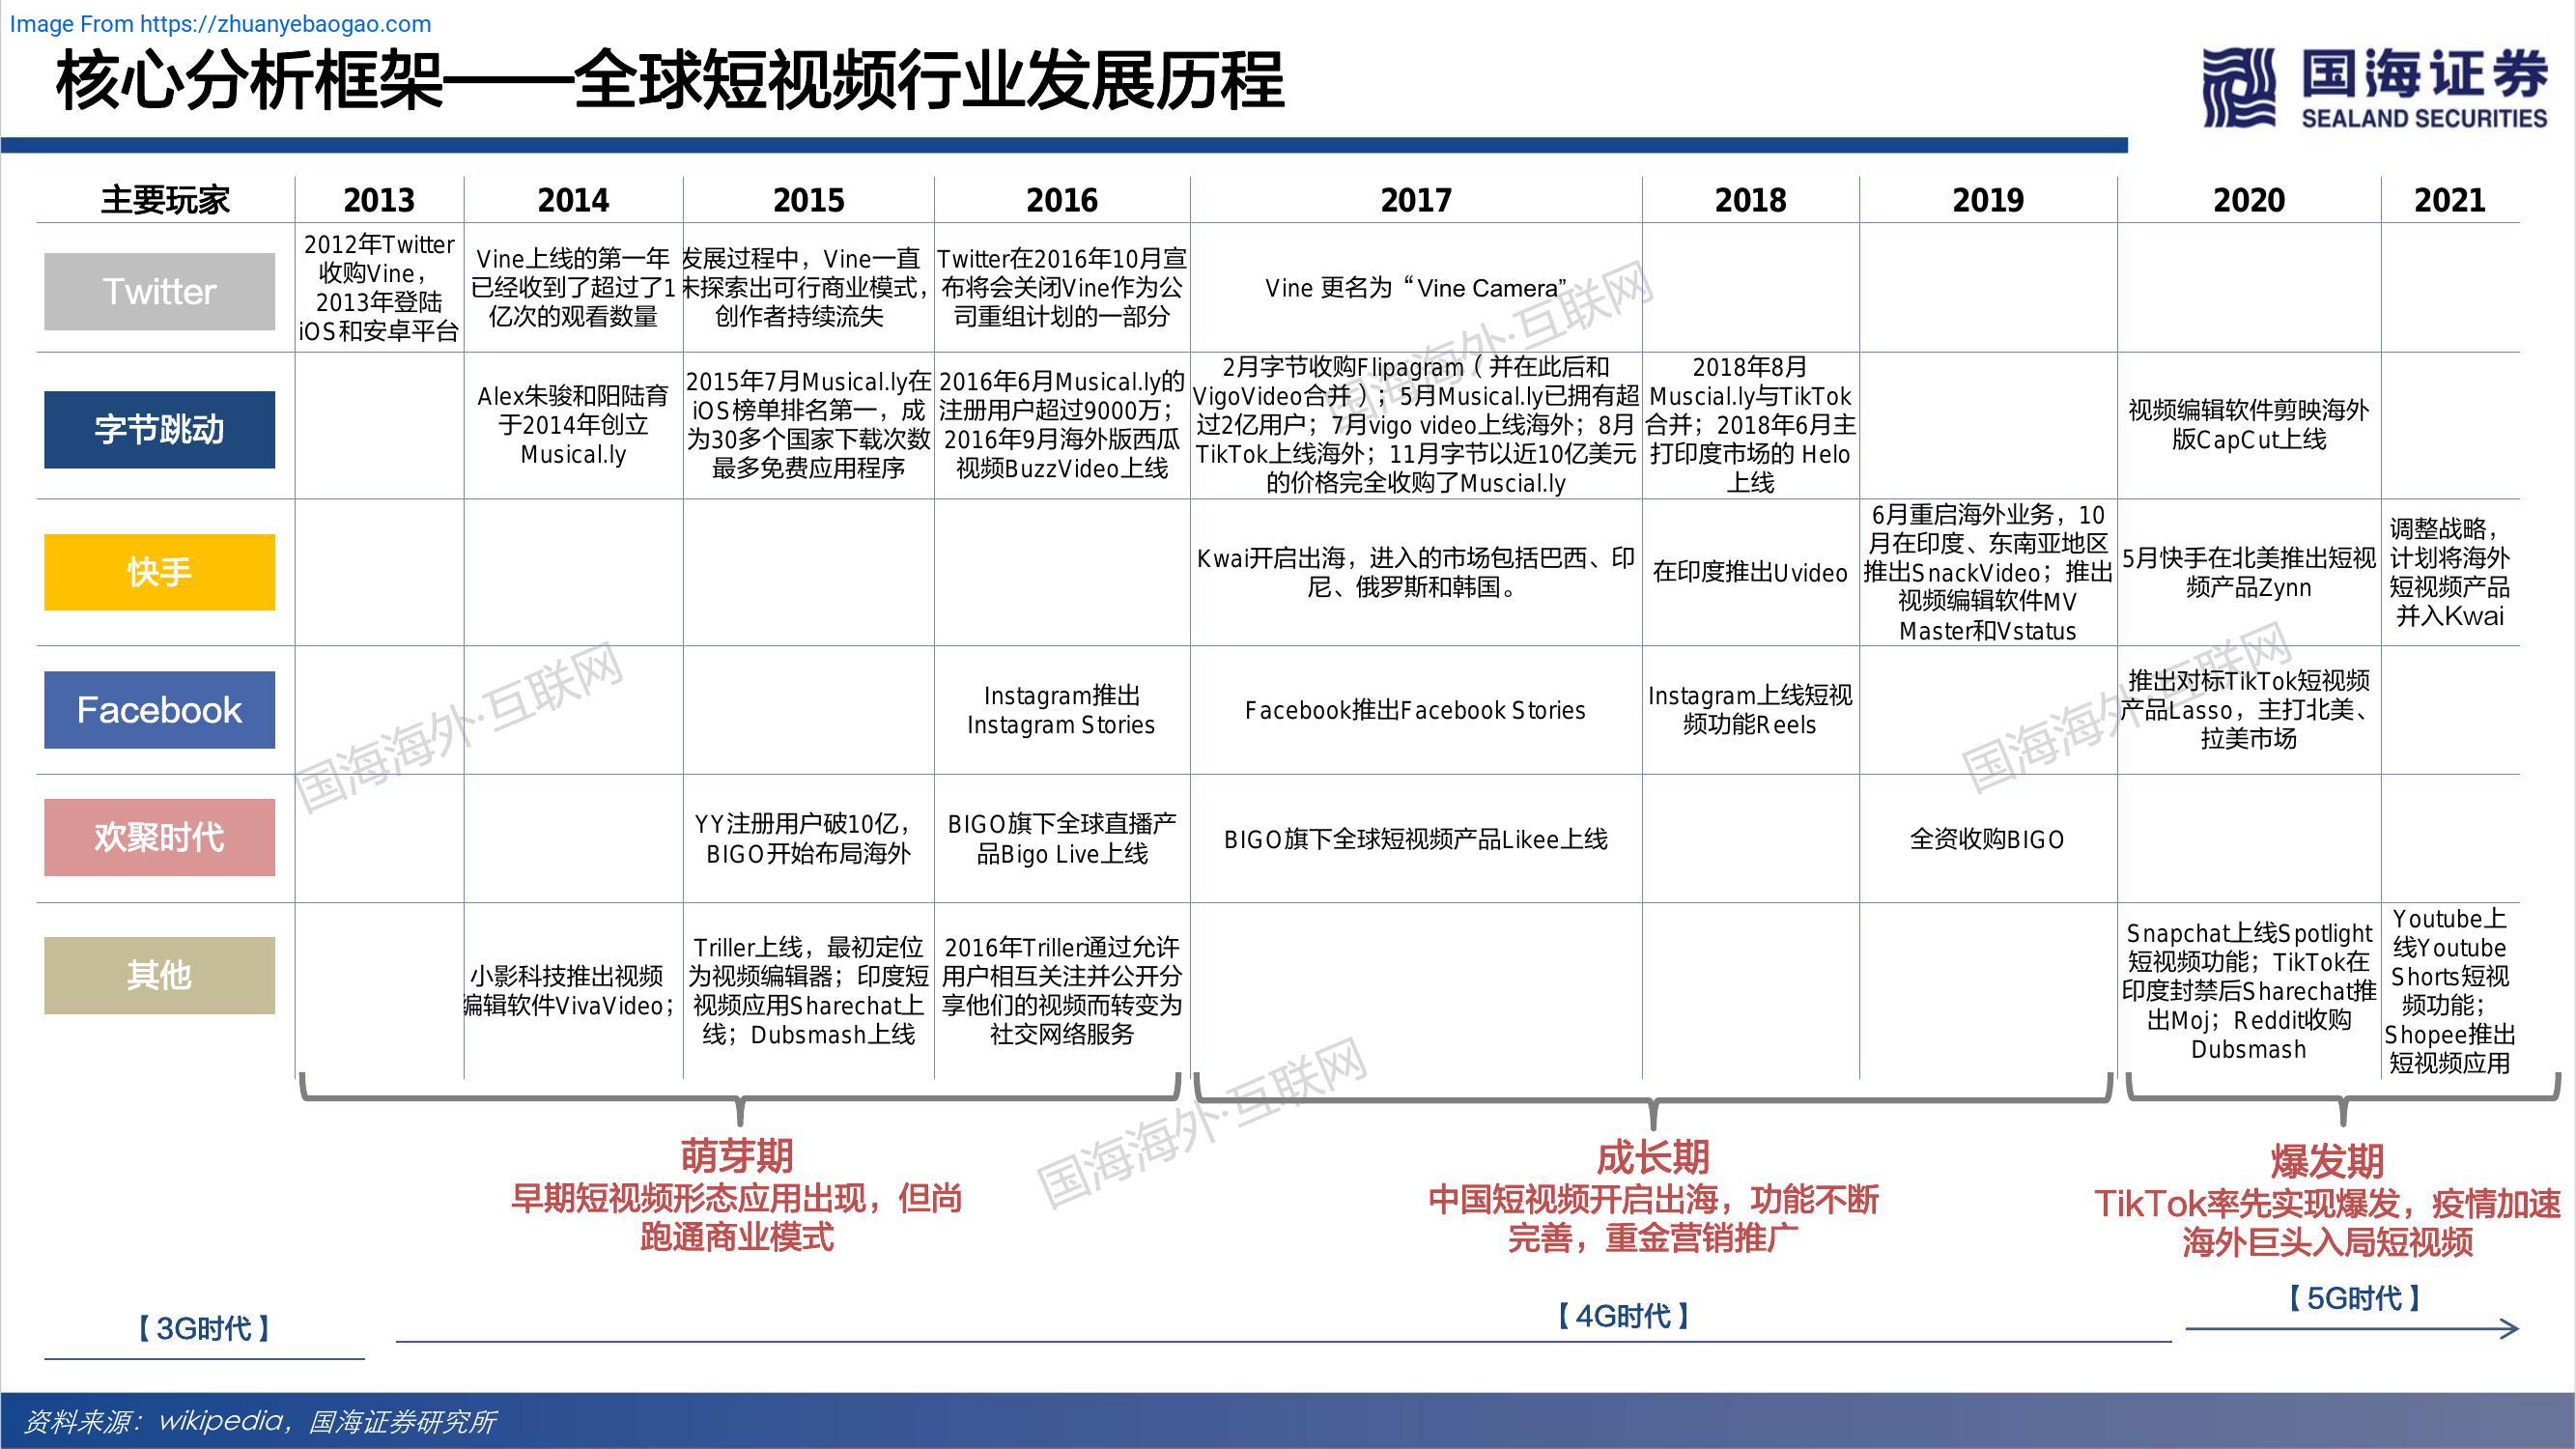 Image From https://zhuanyebaogao.com
核心分析框架——全球短视频行业发展历程
国海证券
SEALAND SECURITIES
主要玩家
2013
2014
2015
2016
2017
2018
2019
2020
2021
Twitter
2012年Twitter
收购Vine，
2013年登陆
iOS和安卓平台
Vine上线的第一年
已经收到了超过了1
亿次的观看数量
发展过程中，Vine一直
未探索出可行商业模式，
创作者持续流失
Twitter在2016年10月宣
布将会关闭Vine作为公
司重组计划的一部分
Vine 更名为“Vine Camera”
字节跳动
Alex朱骏和阳陆育
于2014年创立
Musical.ly
2015年7月Musical.ly在
iOS榜单排名第一，成
为30多个国家下载次数
最多免费应用程序
2016年6月Musical.ly的
注册用户超过9000万；
2016年9月海外版西瓜
视频BuzzVideo上线
2月字节收购Flipagram（并在此后和
VigoVideo合并）；5月Musical.ly已拥有超
过2亿用户；7月vigo video上线海外；8月
TikTok上线海外；11月字节以近10亿美元
的价格完全收购了Muscial.ly
2018年8月
Muscial.ly与TikTok
合并；2018年6月主
打印度市场的 Helo
上线
视频编辑软件剪映海外
版CapCut上线
快手
Kwai开启出海，进入的市场包括巴西、印
尼、俄罗斯和韩国。
在印度推出Uvideo
6月重启海外业务，10
月在印度、东南亚地区
推出SnackVideo；推出
视频编辑软件MV
Master和Vstatus
5月快手在北美推出短视
频产品Zynn
调整战略，
计划将海外
短视频产品
并入Kwai
Facebook
Instagram推出
Instagram Stories
Facebook推出Facebook Stories
Instagram上线短视
频功能Reels
推出对标TikTok短视频
产品Lasso，主打北美、
拉美市场
欢聚时代
YY注册用户破10亿，
BIGO开始布局海外
BIGO旗下全球直播产
品Bigo Live上线
BIGO旗下全球短视频产品Likee上线
全资收购BIGO
其他
小影科技推出视频
编辑软件VivaVideo；
Triller上线，最初定位
为视频编辑器；印度短
视频应用Sharechat上
线；Dubsmash上线
2016年Triller通过允许
用户相互关注并公开分
享他们的视频而转变为
社交网络服务
Snapchat上线Spotlight
短视频功能；TikTok在
印度封禁后Sharechat推
出Moj；Reddit收购
Dubsmash
Youtube上
线Youtube
Shorts短视
频功能；
Shopee推出
短视频应用
国海海外·互联网
国海海外·互联网
国海海外·互联网
国海海外·互联网
萌芽期
早期短视频形态应用出现，但尚
跑通商业模式
成长期
中国短视频开启出海，功能不断
完善，重金营销推广
爆发期
TikTok率先实现爆发，疫情加速
海外巨头入局短视频
【3G时代】
【4G时代】
【5G时代】
资料来源：wikipedia，国海证券研究所